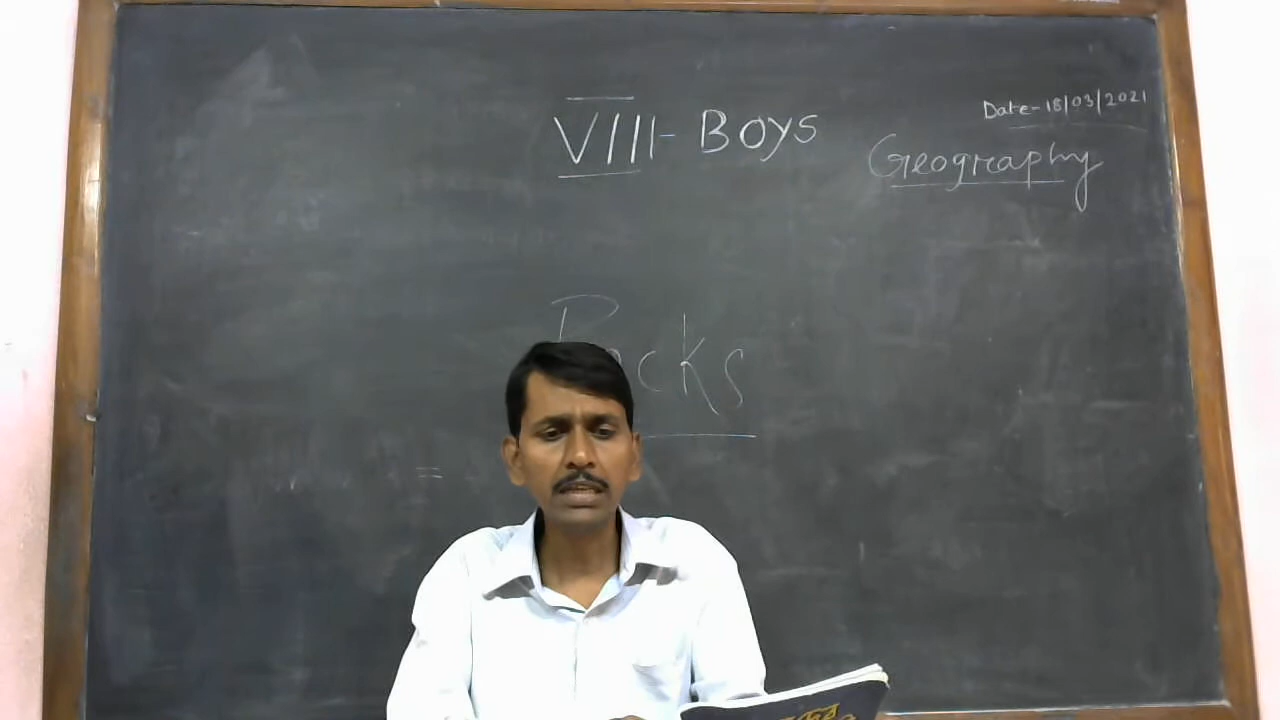 VIII- Boys
Date- 18/03/2021
Geography
Rocks
=